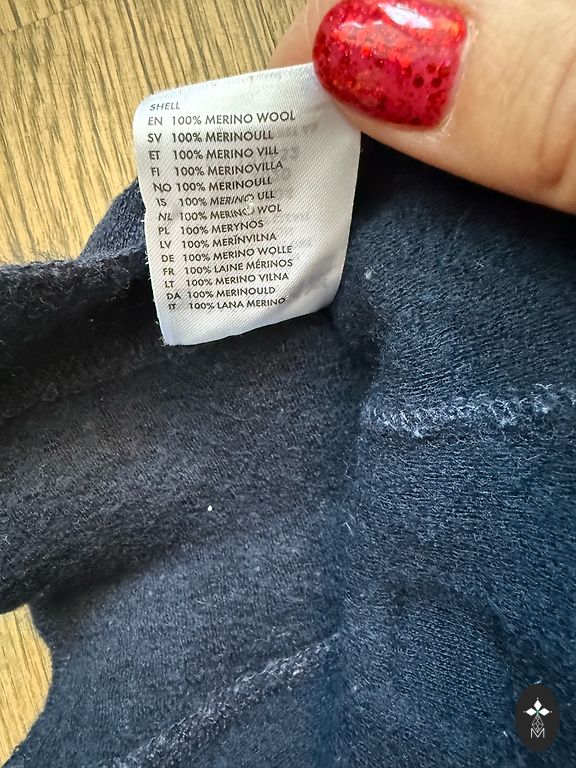 SHELL
EN 100% MERINO WOOL
SV 100% MERINOULL
ET 100% MERINO VILL
FI 100% MERINOVILLA
NO 100% MERINOULL
IS 100% MERINO ULL
NL 100% MERINO WOL
PL 100% MERYNOS
LV 100% MERĪNVILNA
DE 100% MERINO WOLLE
FR 100% LAINE MÉRINOS
LT 100% MERINO VILNA
DA 100% MERINOULD
IT 100% LANA MERINO
M